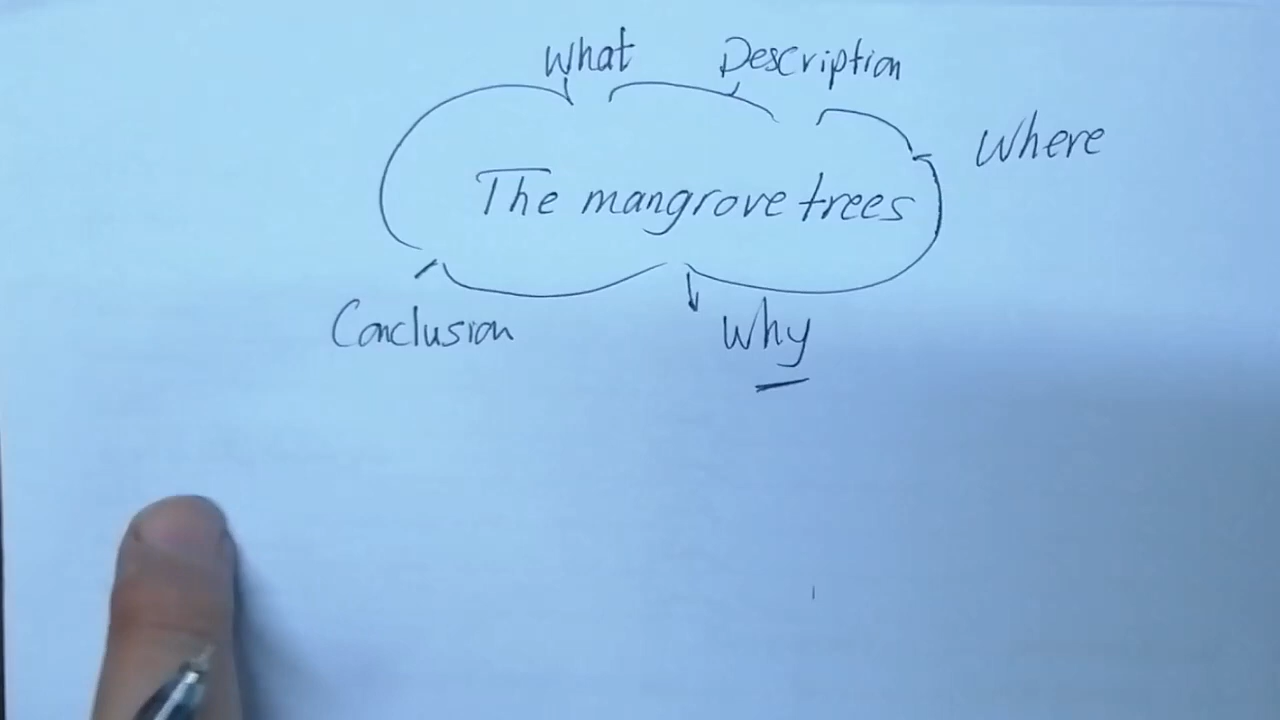 What
Description
Where
The mangrove trees
Conclusion
Why